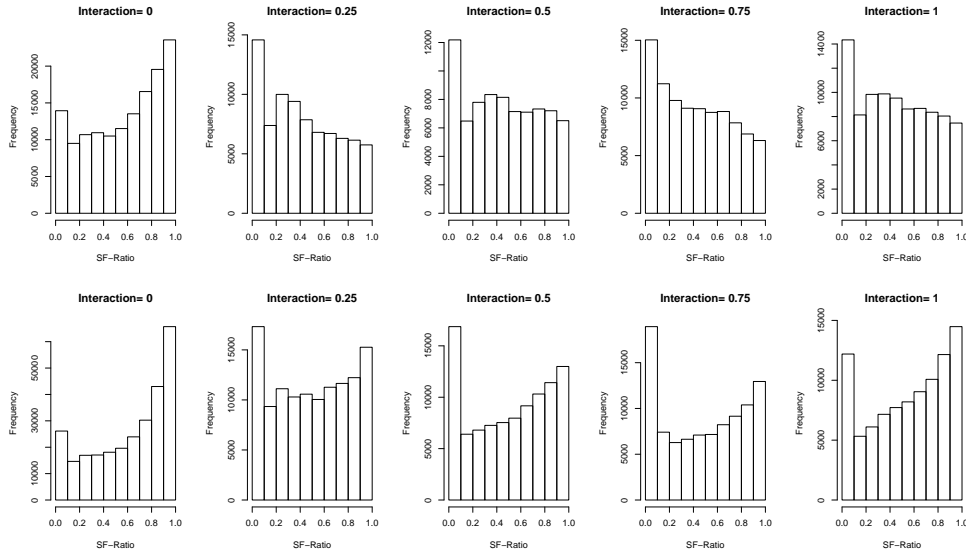 Interaction= 0
Frequency
0 5000 10000 15000 20000
0.0 0.2 0.4 0.6 0.8 1.0
SF−Ratio
Interaction= 0.25
Frequency
0 5000 10000 15000
0.0 0.2 0.4 0.6 0.8 1.0
SF−Ratio
Interaction= 0.5
Frequency
0 2000 4000 6000 8000 12000
0.0 0.2 0.4 0.6 0.8 1.0
SF−Ratio
Interaction= 0.75
Frequency
0 5000 10000 15000
0.0 0.2 0.4 0.6 0.8 1.0
SF−Ratio
Interaction= 1
Frequency
0 2000 4000 6000 8000 10000 14000
0.0 0.2 0.4 0.6 0.8 1.0
SF−Ratio
Interaction= 0
Frequency
0 10000 20000 30000 40000 50000
0.0 0.2 0.4 0.6 0.8 1.0
SF−Ratio
Interaction= 0.25
Frequency
0 5000 10000 15000
0.0 0.2 0.4 0.6 0.8 1.0
SF−Ratio
Interaction= 0.5
Frequency
0 5000 10000 15000
0.0 0.2 0.4 0.6 0.8 1.0
SF−Ratio
Interaction= 0.75
Frequency
0 5000 10000 15000
0.0 0.2 0.4 0.6 0.8 1.0
SF−Ratio
Interaction= 1
Frequency
0 5000 10000 15000
0.0 0.2 0.4 0.6 0.8 1.0
SF−Ratio